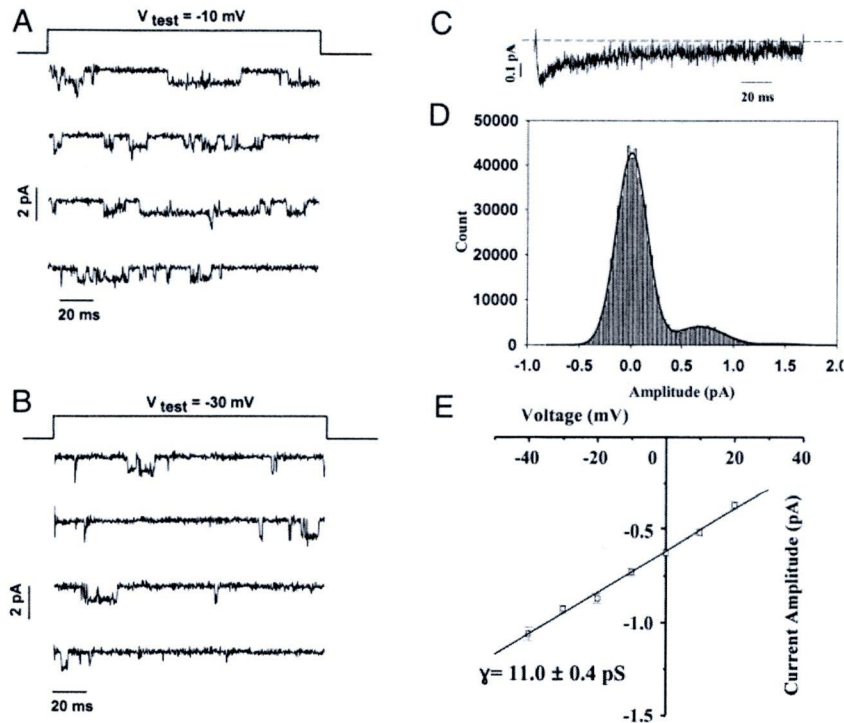 A
V test = -10 mV
2 pA
20 ms
B
V test = -30 mV
2 pA
20 ms
C
0.1 pA
20 ms
D
50000
40000
30000
20000
10000
0
Count
-1.0 -0.5 0.0 0.5 1.0 1.5 2.0
Amplitude (pA)
E
Voltage (mV)
-40 -20 0 20 40
-0.5
-1.0
-1.5
Current Amplitude (pA)
γ= 11.0 ± 0.4 pS